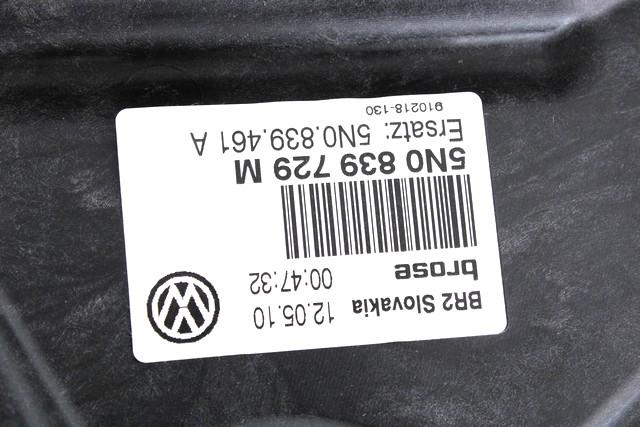 BR2 Slovakia 12.05.10
brose 00:47:32
5N0 839 729 M
Ersatz: 5N0.839.461 A
910218-130